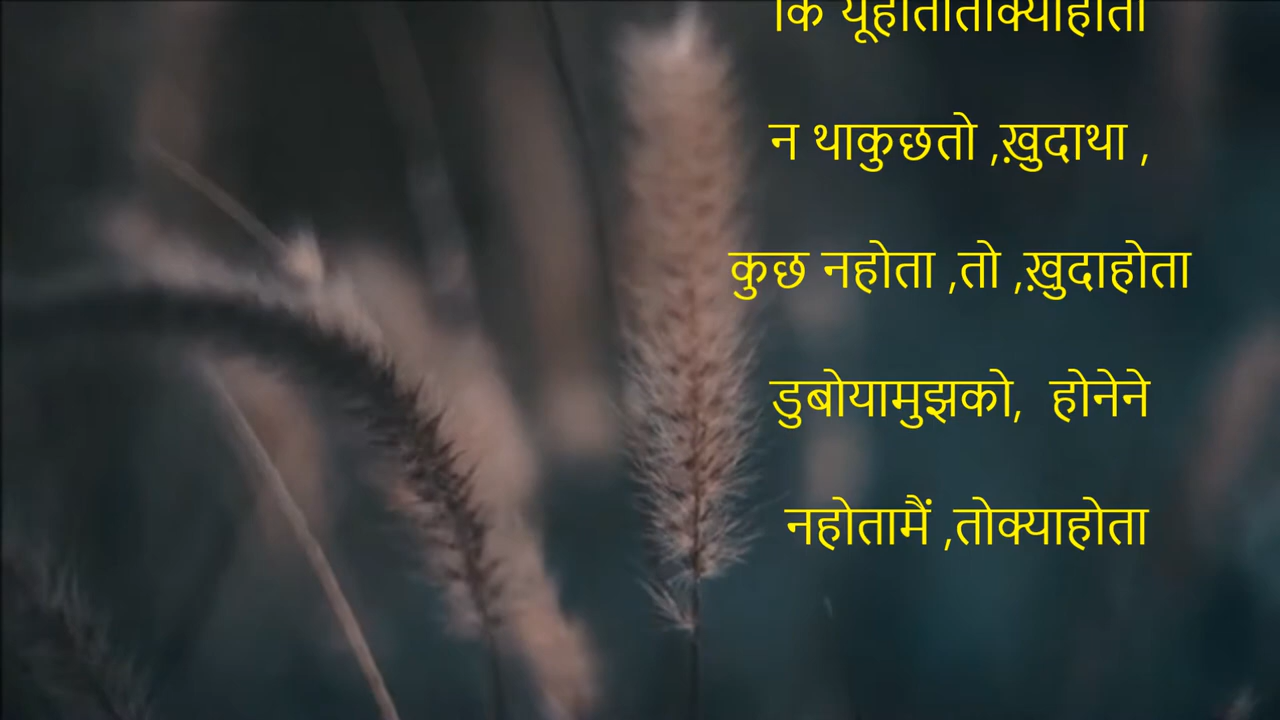 कि यूहोतातोक्याहोता
न थाकुछतो ,ख़ुदाथा ,
कुछ नहोता ,तो ,ख़ुदाहोता
डुबोयामुझको, होनेने
नहोतामैं ,तोक्याहोता